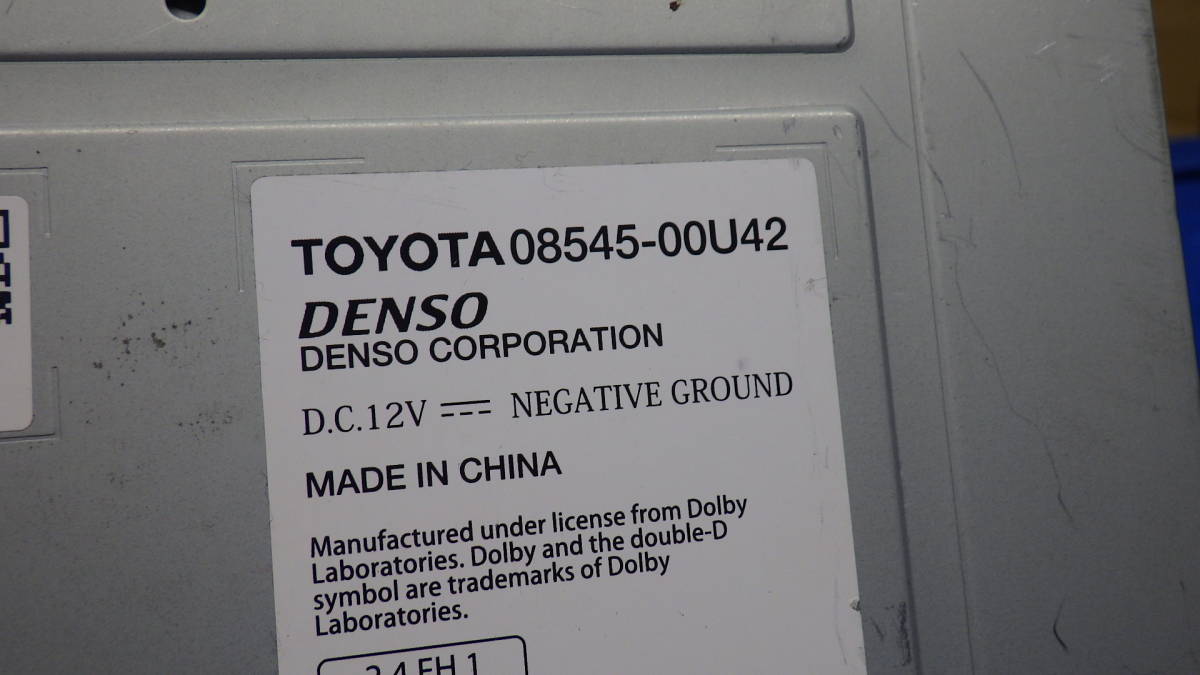 TOYOTA 08545-00U42
DENSO
DENSO CORPORATION
D.C.12V ⎓ NEGATIVE GROUND
MADE IN CHINA
Manufactured under license from Dolby
Laboratories. Dolby and the double-D
symbol are trademarks of Dolby
Laboratories.